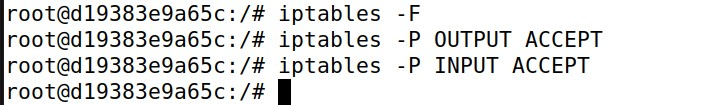 root@d19383e9a65c:/# iptables -F
root@d19383e9a65c:/# iptables -P OUTPUT ACCEPT
root@d19383e9a65c:/# iptables -P INPUT ACCEPT
root@d19383e9a65c:/#